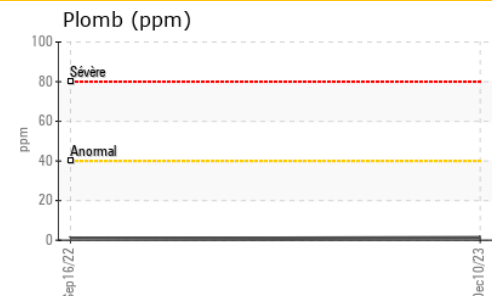 Plomb (ppm)
100
Sévère
80
60
ppm
Anormal
40
20
0
Sep16/22
Dec10/23